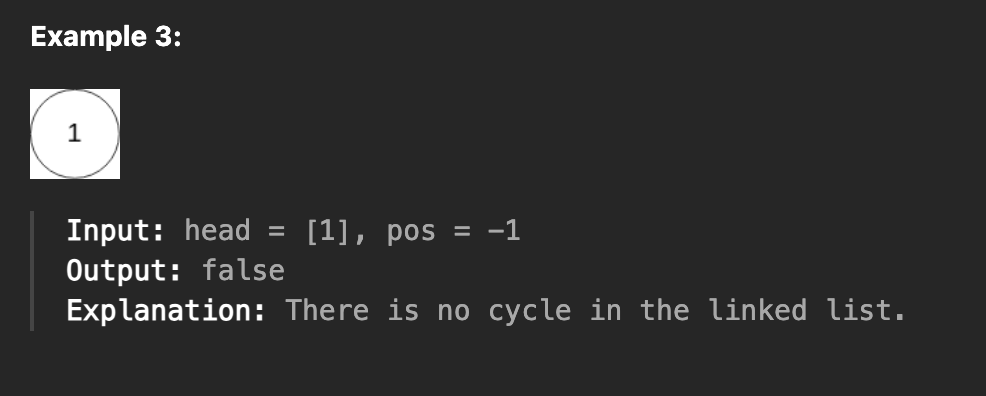 Example 3:
1
Input: head = [1], pos = -1
Output: false
Explanation: There is no cycle in the linked list.